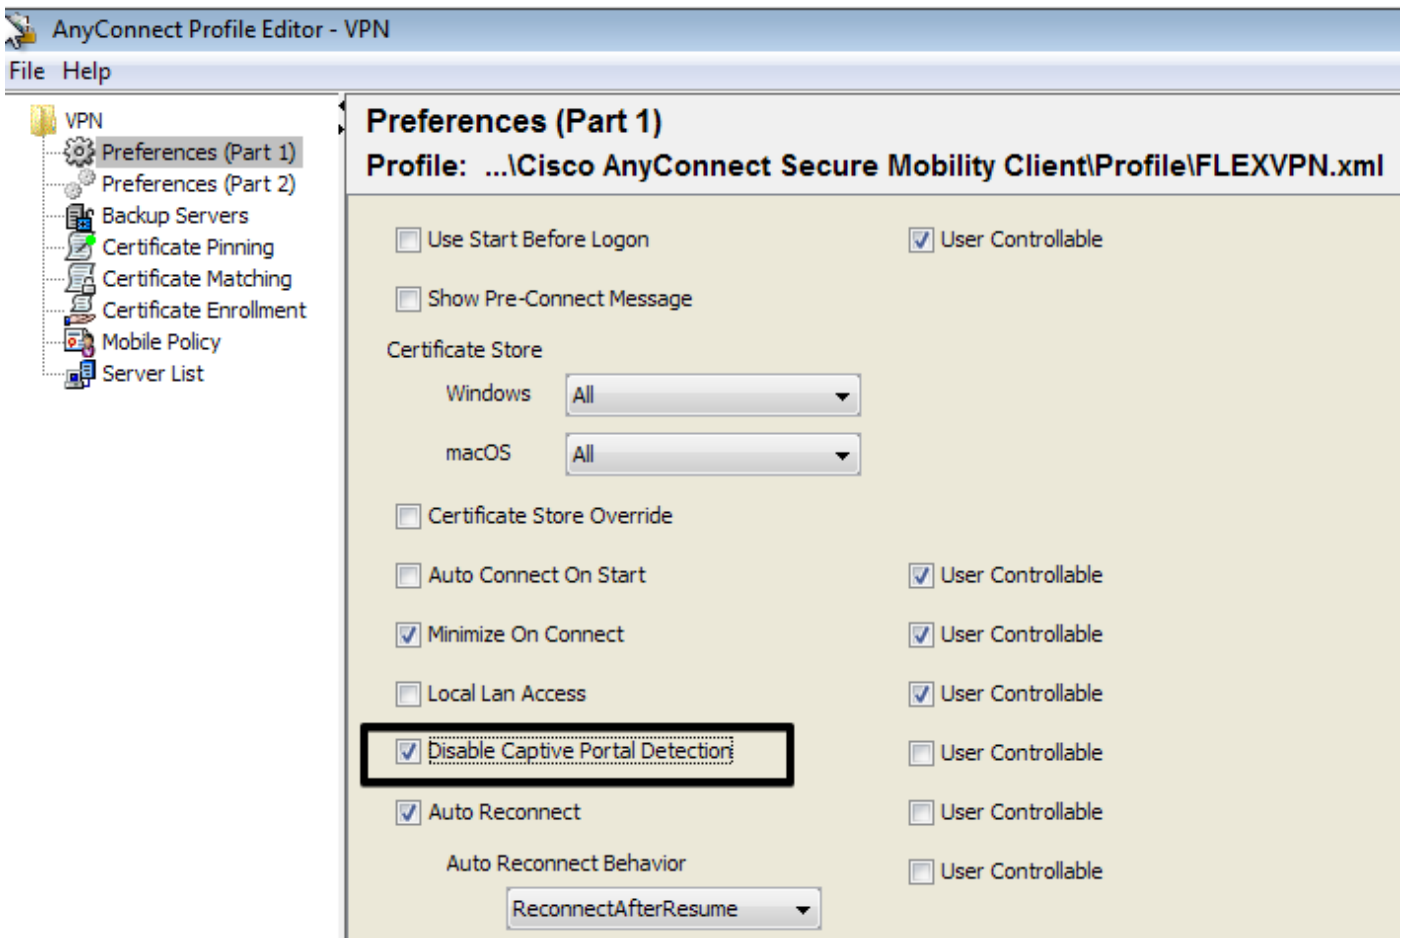 AnyConnect Profile Editor - VPN
File Help
VPN
Preferences (Part 1)
Preferences (Part 2)
Backup Servers
Certificate Pinning
Certificate Matching
Certificate Enrollment
Mobile Policy
Server List
Preferences (Part 1)
Profile: ...\Cisco AnyConnect Secure Mobility Client\Profile\FLEXVPN.xml
Use Start Before Logon User Controllable
Show Pre-Connect Message
Certificate Store
Windows All
macOS All
Certificate Store Override
Auto Connect On Start User Controllable
Minimize On Connect User Controllable
Local Lan Access User Controllable
Disable Captive Portal Detection User Controllable
Auto Reconnect User Controllable
Auto Reconnect Behavior User Controllable
ReconnectAfterResume